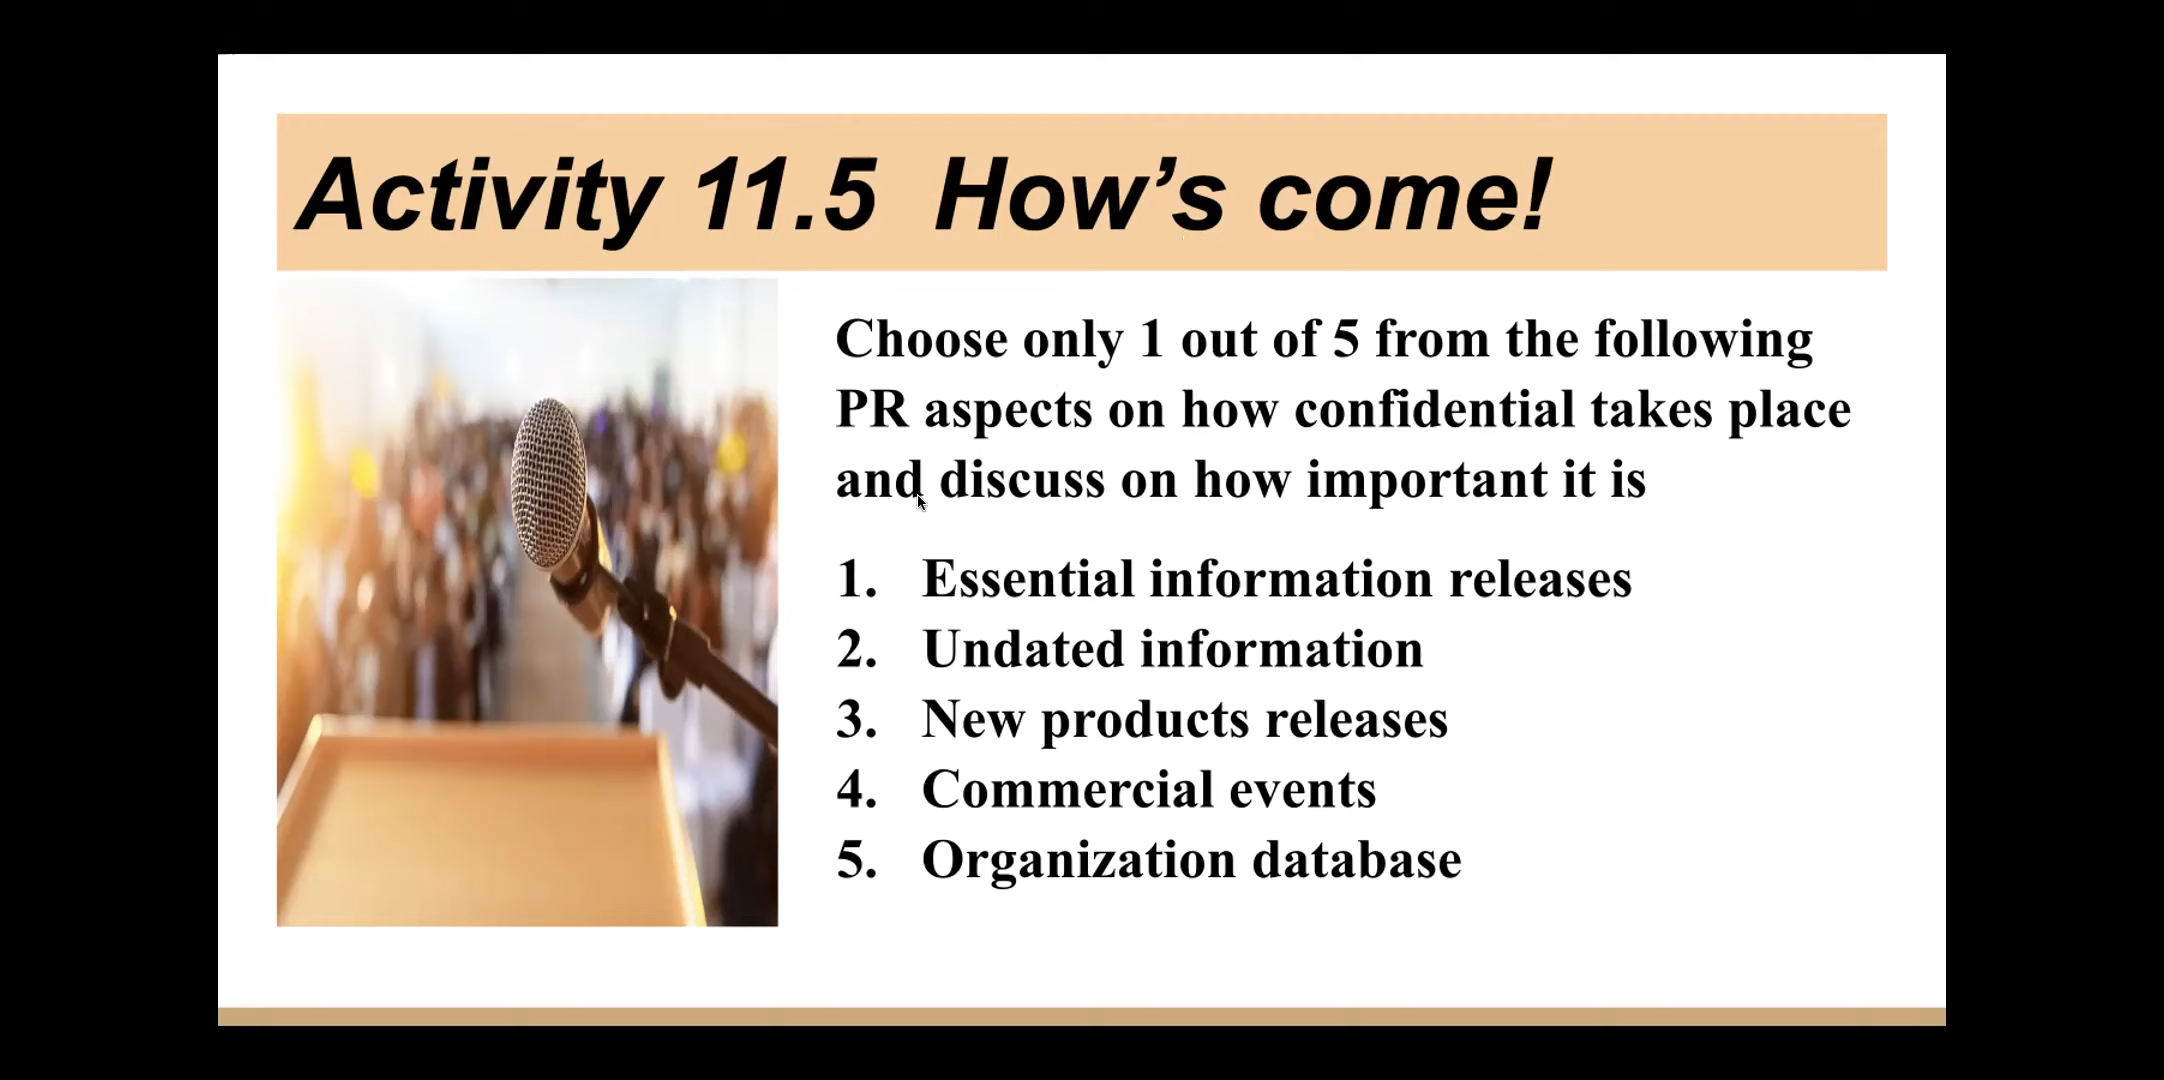 Activity 11.5 How's come!
Choose only 1 out of 5 from the following
PR aspects on how confidential takes place
and discuss on how important it is
1. Essential information releases
2. Undated information
3. New products releases
4. Commercial events
5. Organization database